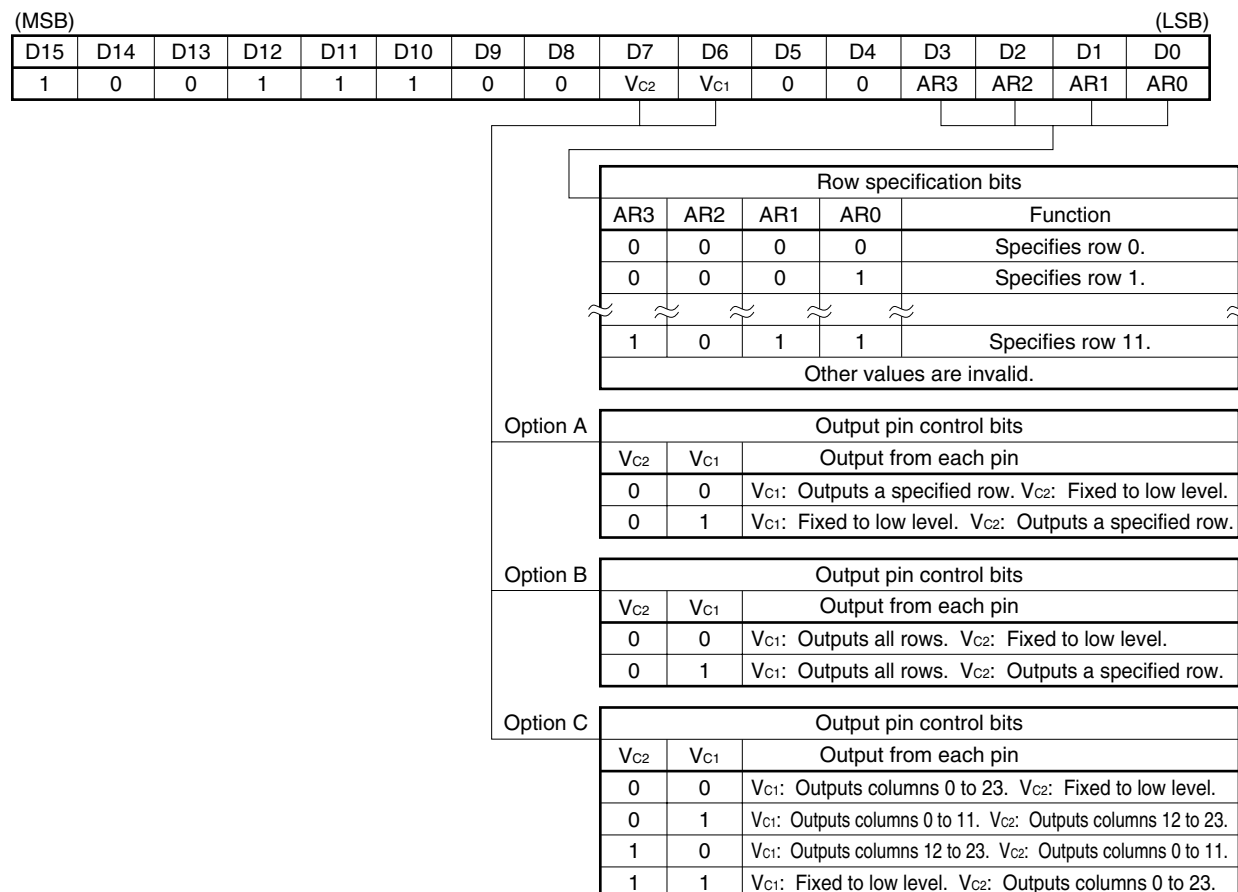 (MSB) (LSB)
D15 D14 D13 D12 D11 D10 D9 D8 D7 D6 D5 D4 D3 D2 D1 D0
1 0 0 1 1 1 0 0 VC2 VC1 0 0 AR3 AR2 AR1 AR0
Row specification bits
AR3 AR2 AR1 AR0 Function
0 0 0 0 Specifies row 0.
0 0 0 1 Specifies row 1.
1 0 1 1 Specifies row 11.
Other values are invalid.
Option A Output pin control bits
VC2 VC1 Output from each pin
0 0 VC1: Outputs a specified row. VC2: Fixed to low level.
0 1 VC1: Fixed to low level. VC2: Outputs a specified row.
Option B Output pin control bits
VC2 VC1 Output from each pin
0 0 VC1: Outputs all rows. VC2: Fixed to low level.
0 1 VC1: Outputs all rows. VC2: Outputs a specified row.
Option C Output pin control bits
VC2 VC1 Output from each pin
0 0 VC1: Outputs columns 0 to 23. VC2: Fixed to low level.
0 1 VC1: Outputs columns 0 to 11. VC2: Outputs columns 12 to 23.
1 0 VC1: Outputs columns 12 to 23. VC2: Outputs columns 0 to 11.
1 1 VC1: Fixed to low level. VC2: Outputs columns 0 to 23.